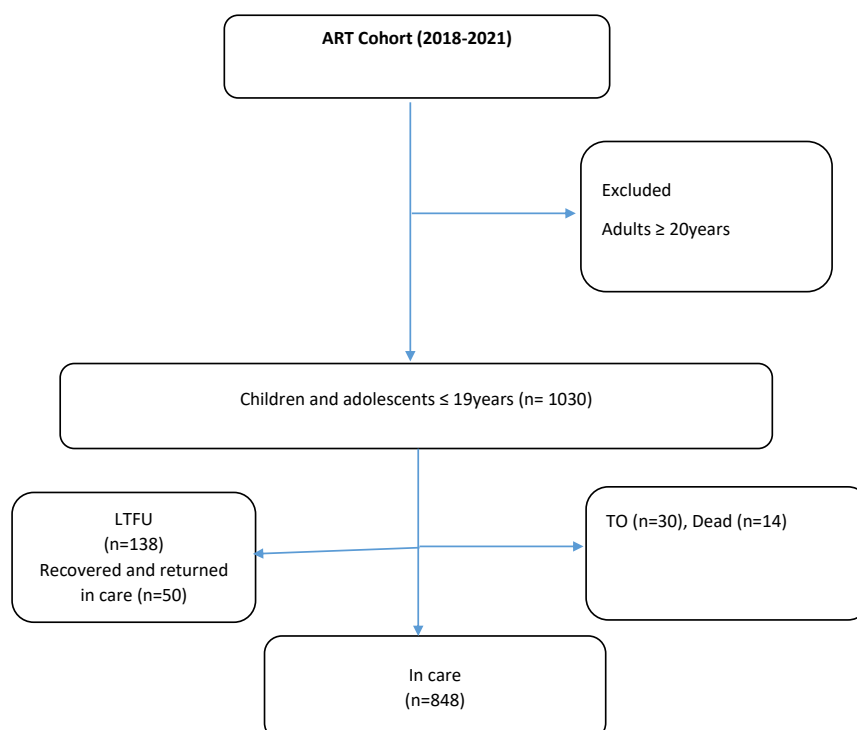 ART Cohort (2018-2021)
Excluded
Adults ≥ 20years
Children and adolescents ≤ 19years (n= 1030)
LTFU
(n=138)
Recovered and returned
in care (n=50)
TO (n=30), Dead (n=14)
In care
(n=848)